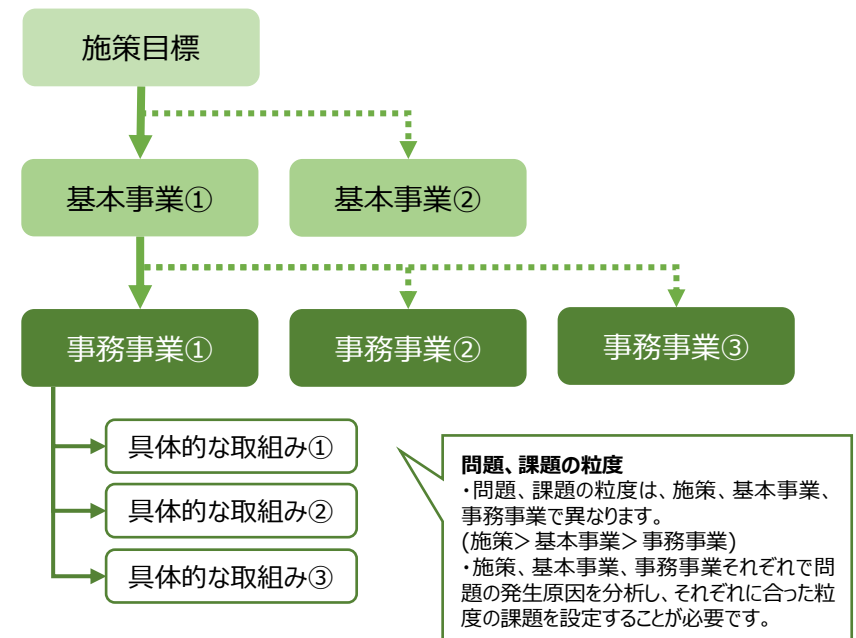 施策目標
基本事業①
基本事業②
事務事業①
事務事業②
事務事業③
具体的な取組み①
具体的な取組み②
具体的な取組み③
問題、課題の粒度
・問題、課題の粒度は、施策、基本事業、
事務事業で異なります。
(施策＞基本事業＞事務事業)
・施策、基本事業、事務事業それぞれで問
題の発生原因を分析し、それぞれに合った粒
度の課題を設定することが必要です。